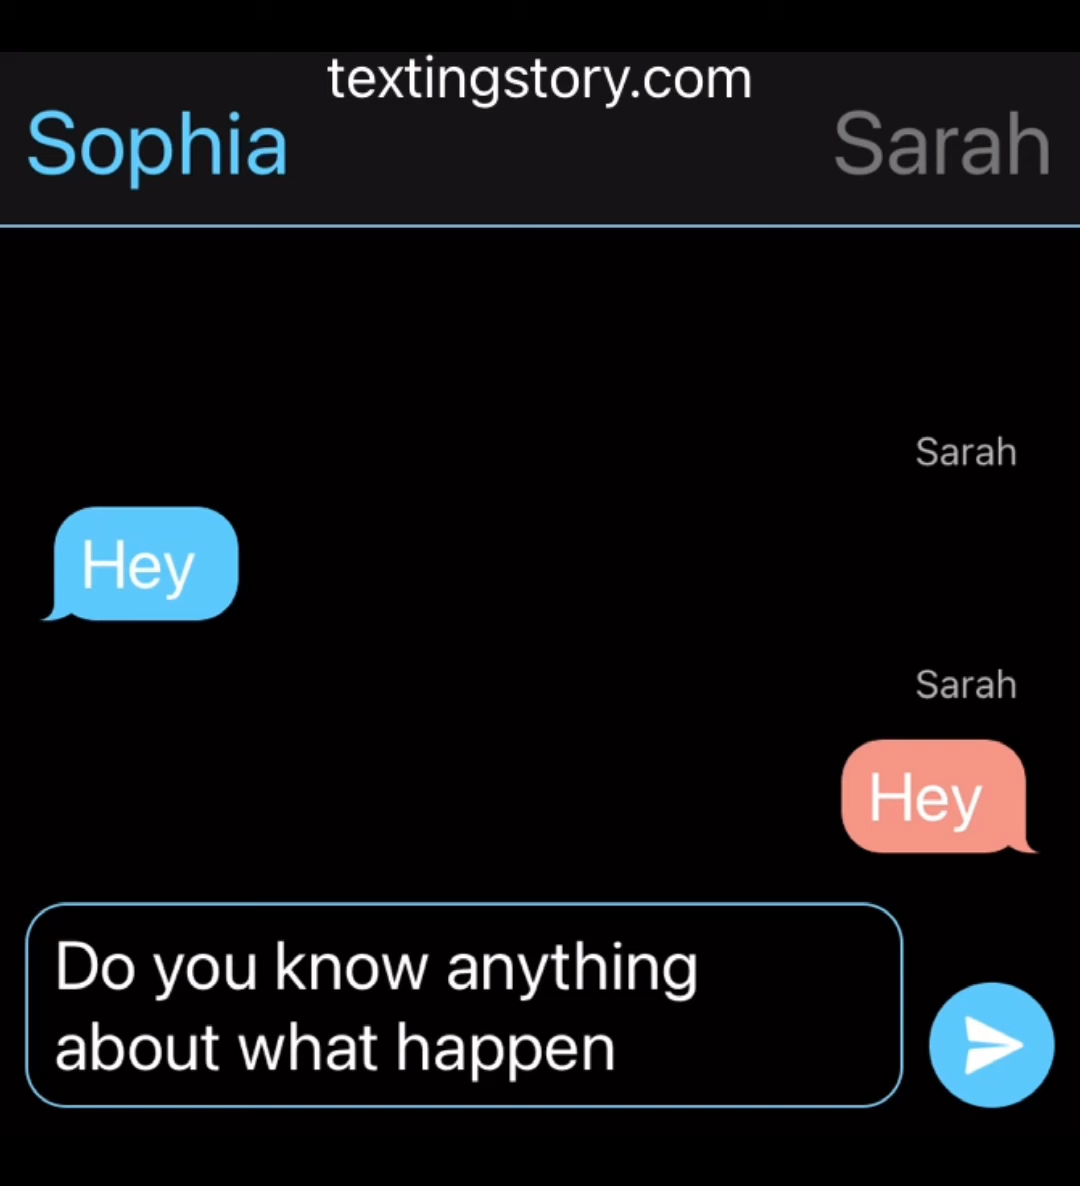 textingstory.com
Sophia
Sarah
Sarah
Hey
Sarah
Hey
Do you know anything
about what happen